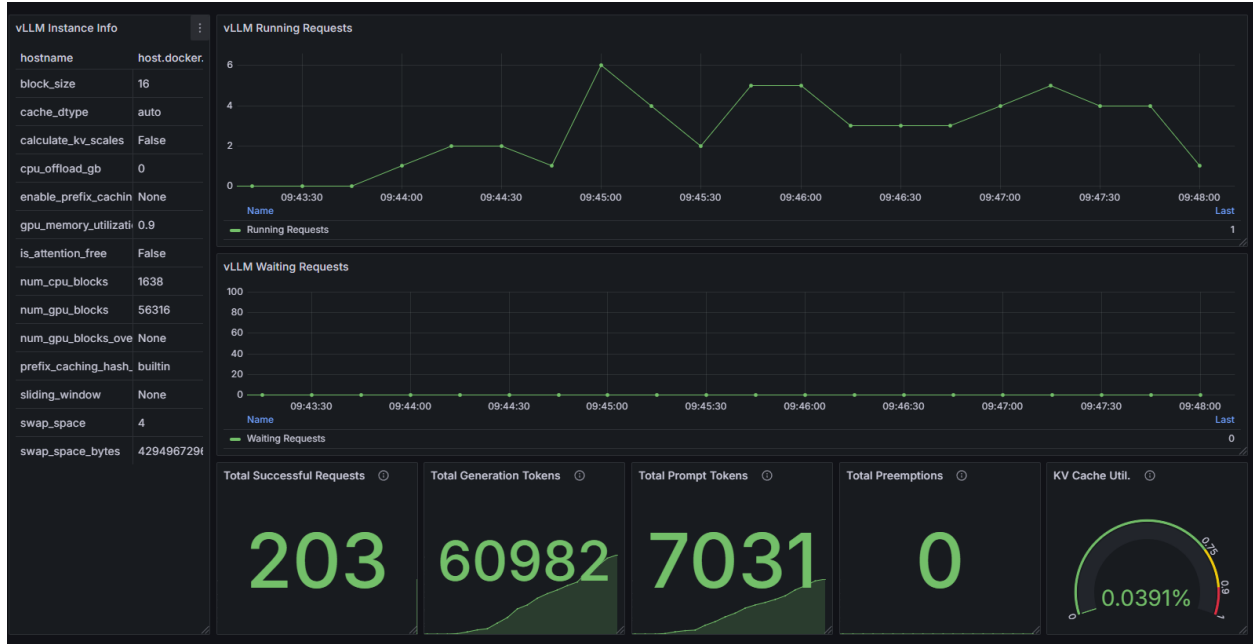 vLLM Instance Info
hostname host.docker.
block_size 16
cache_dtype auto
calculate_kv_scales False
cpu_offload_gb 0
enable_prefix_cachin None
gpu_memory_utilizati 0.9
is_attention_free False
num_cpu_blocks 1638
num_gpu_blocks 56316
num_gpu_blocks_ove None
prefix_caching_hash_ builtin
sliding_window None
swap_space 4
swap_space_bytes 4294967296
vLLM Running Requests
6
4
2
0
09:43:30 09:44:00 09:44:30 09:45:00 09:45:30 09:46:00 09:46:30 09:47:00 09:47:30 09:48:00
Name Last
Running Requests 1
vLLM Waiting Requests
100
80
60
40
20
0
09:43:30 09:44:00 09:44:30 09:45:00 09:45:30 09:46:00 09:46:30 09:47:00 09:47:30 09:48:00
Name Last
Waiting Requests 0
Total Successful Requests
203
Total Generation Tokens
60982
Total Prompt Tokens
7031
Total Preemptions
0
KV Cache Util.
0.75
0.9
0 1
0.0391%